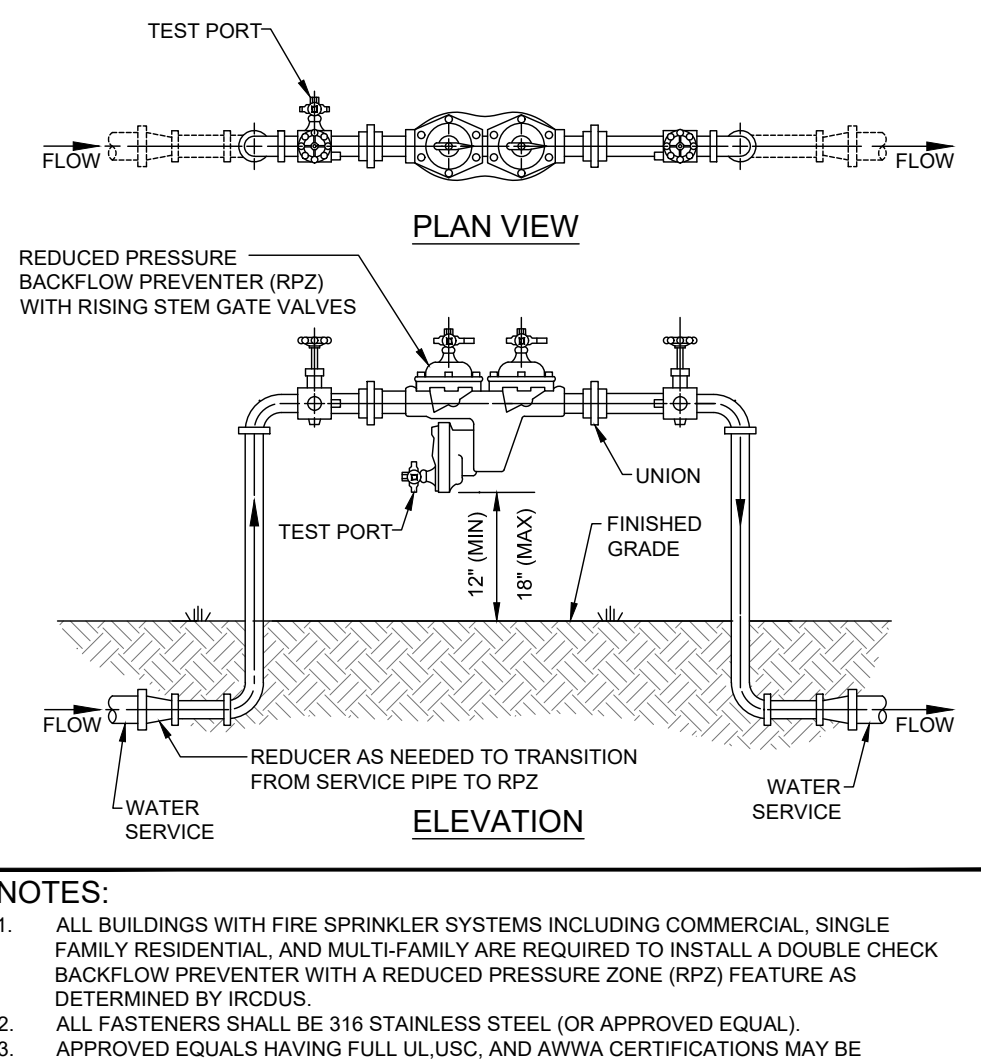 TEST PORT
FLOW
FLOW
PLAN VIEW
REDUCED PRESSURE
BACKFLOW PREVENTER (RPZ)
WITH RISING STEM GATE VALVES
UNION
TEST PORT
12" (MIN)
18" (MAX)
FINISHED
GRADE
FLOW
FLOW
REDUCER AS NEEDED TO TRANSITION
FROM SERVICE PIPE TO RPZ
WATER
SERVICE
WATER
SERVICE
ELEVATION
NOTES:
1. ALL BUILDINGS WITH FIRE SPRINKLER SYSTEMS INCLUDING COMMERCIAL, SINGLE
FAMILY RESIDENTIAL, AND MULTI-FAMILY ARE REQUIRED TO INSTALL A DOUBLE CHECK
BACKFLOW PREVENTER WITH A REDUCED PRESSURE ZONE (RPZ) FEATURE AS
DETERMINED BY IRCDUS.
2. ALL FASTENERS SHALL BE 316 STAINLESS STEEL (OR APPROVED EQUAL).
3. APPROVED EQUALS HAVING FULL UL,USC, AND AWWA CERTIFICATIONS MAY BE